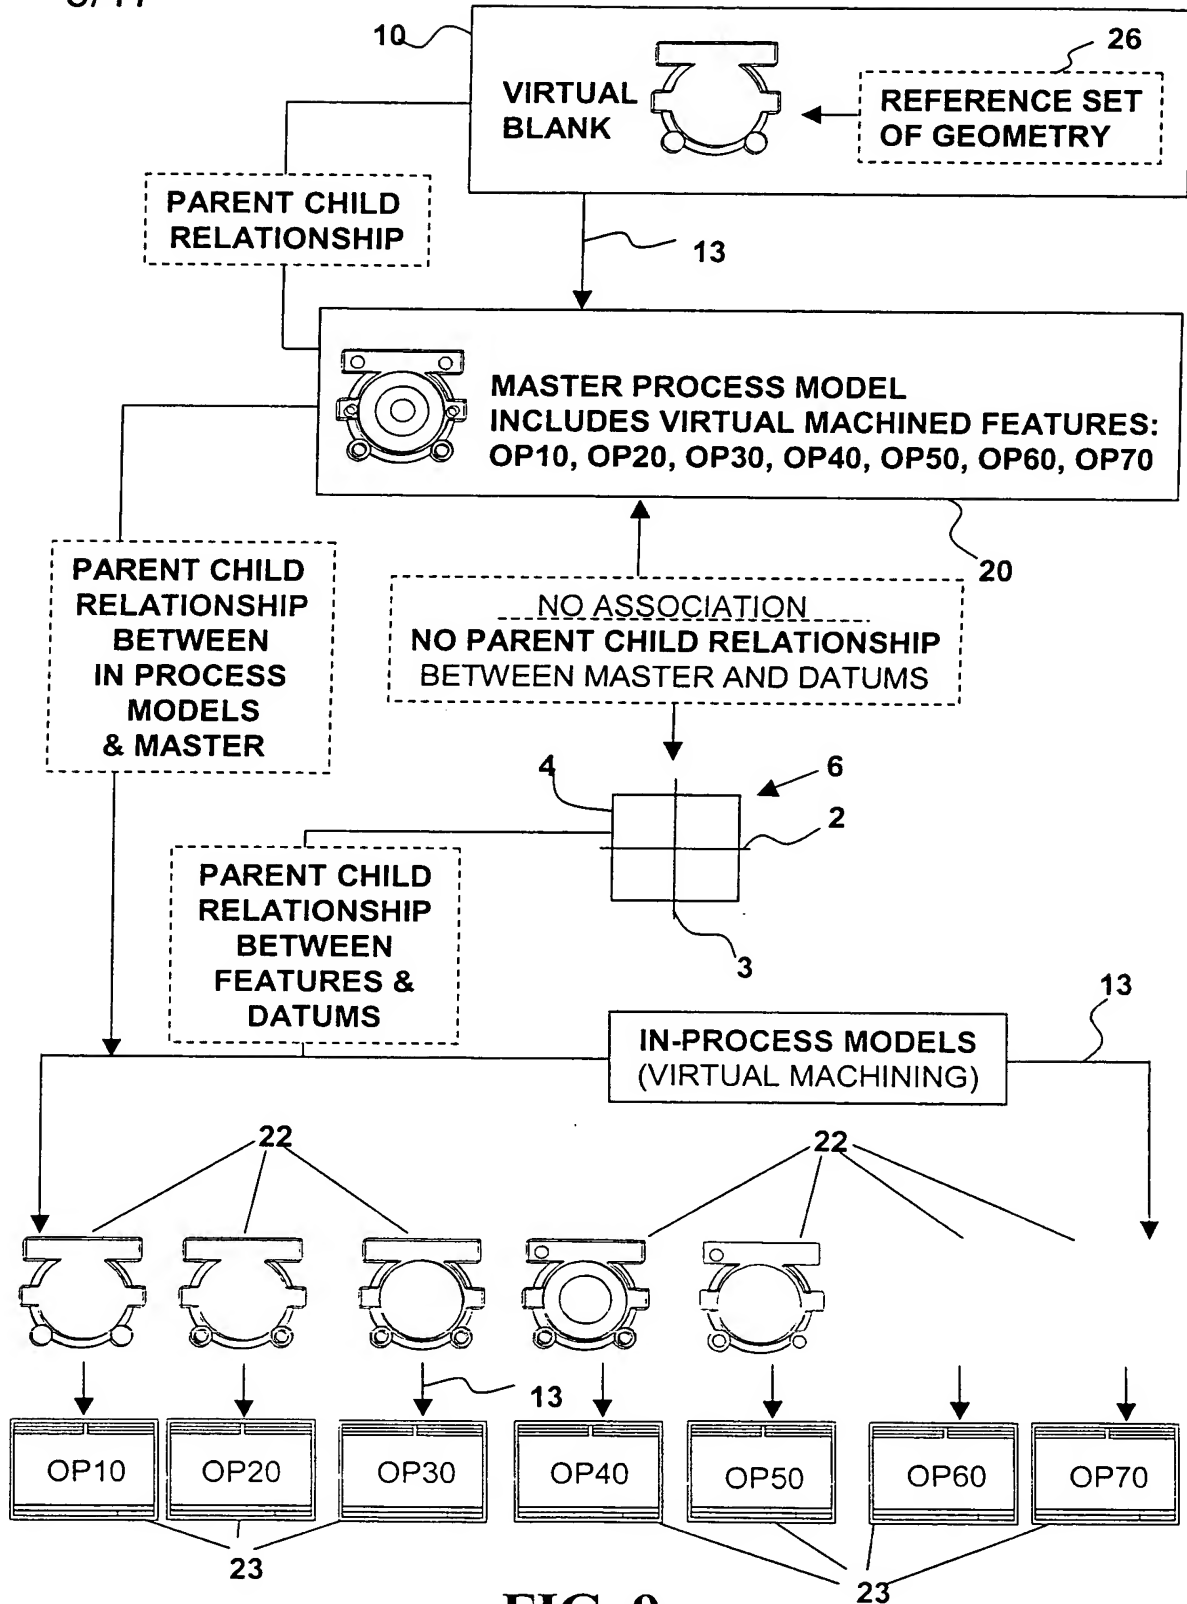 10
26
VIRTUAL
BLANK
REFERENCE SET
OF GEOMETRY
PARENT CHILD
RELATIONSHIP
13
MASTER PROCESS MODEL
INCLUDES VIRTUAL MACHINED FEATURES:
OP10, OP20, OP30, OP40, OP50, OP60, OP70
20
PARENT CHILD
RELATIONSHIP
BETWEEN
IN PROCESS
MODELS
& MASTER
NO ASSOCIATION
NO PARENT CHILD RELATIONSHIP
BETWEEN MASTER AND DATUMS
4
6
2
3
PARENT CHILD
RELATIONSHIP
BETWEEN
FEATURES &
DATUMS
13
IN-PROCESS MODELS
(VIRTUAL MACHINING)
22
22
13
OP10
OP20
OP30
OP40
OP50
OP60
OP70
23
23